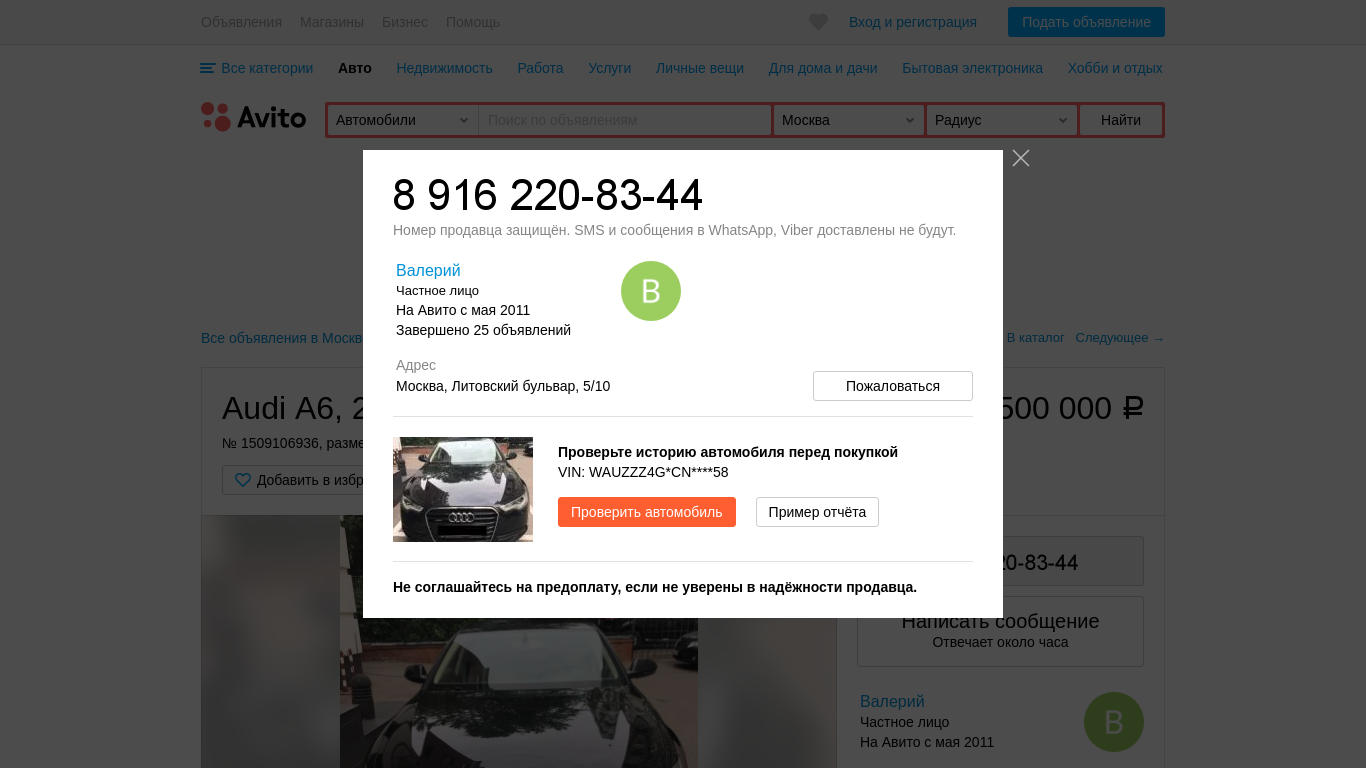 Объявления Магазины Бизнес Помощь Вход и регистрация Подать объявление
Все категории Авто Недвижимость Работа Услуги Личные вещи Для дома и дачи Бытовая электроника Хобби и отдых
Avito Автомобили Поиск по объявлениям Москва Радиус Найти
8 916 220-83-44
Номер продавца защищён. SMS и сообщения в WhatsApp, Viber доставлены не будут.
Валерий
В
Частное лицо
На Авито с мая 2011
Завершено 25 объявлений
Все объявления в Москв В каталог Следующее →
Адрес
Москва, Литовский бульвар, 5/10
Пожаловаться
Audi A6, 2 500 000 ₽
№ 1509106936, разме
Добавить в избр
Проверьте историю автомобиля перед покупкой
VIN: WAUZZZ4G*CN****58
Проверить автомобиль Пример отчёта
20-83-44
Не соглашайтесь на предоплату, если не уверены в надёжности продавца.
Написать сообщение
Отвечает около часа
Валерий
В
Частное лицо
На Авито с мая 2011